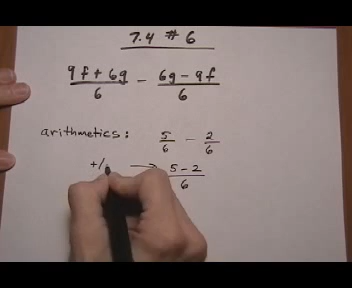 7.4 # 6
9f + 6g / 6 - 6g - 9f / 6
arithmetics: 5/6 - 2/6
+/ → 5 - 2 / 6